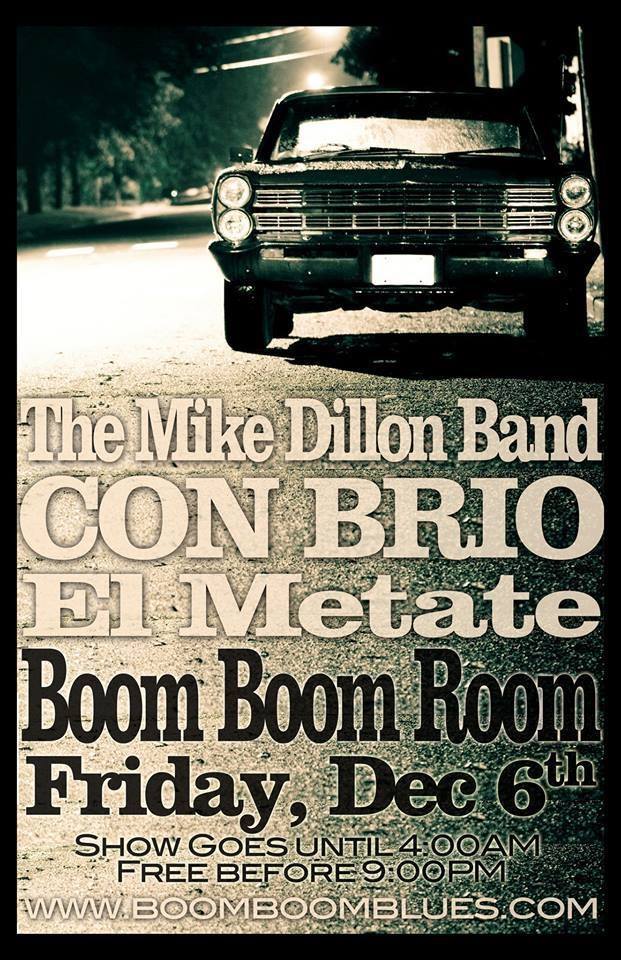 The Mike Dillon Band
CON BRIO
El Metate
Boom Boom Room
Friday, Dec 6th
SHOW GOES UNTIL 4:00AM
FREE BEFORE 9:00PM
WWW.BOOMBOOMBLUES.COM